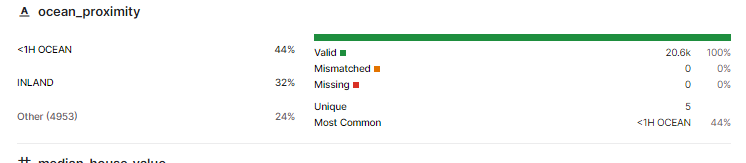 ocean_proximity
<1H OCEAN 44%
INLAND 32%
Other (4953) 24%
Valid 20.6k 100%
Mismatched 0 0%
Missing 0 0%
Unique 5
Most Common <1H OCEAN 44%
median_house_value